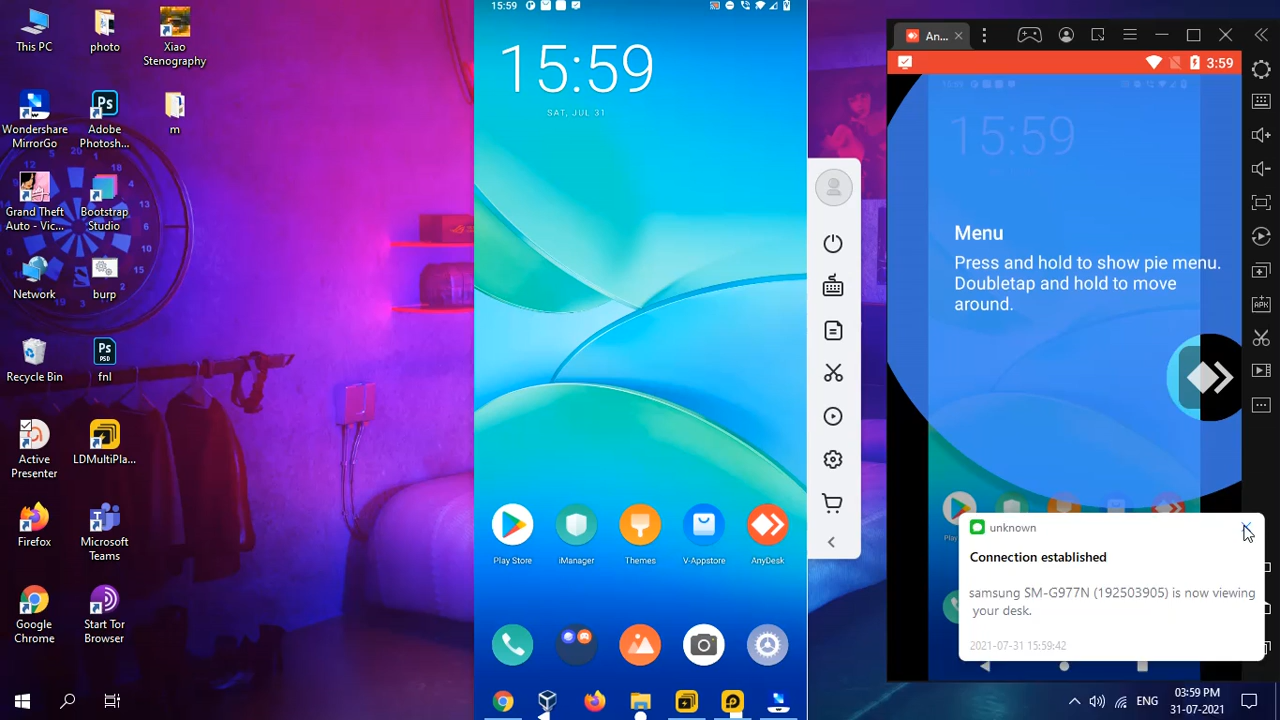 This PC
photo
Xiao
Stenography
Wondershare
MirrorGo
Adobe
Photosh...
m
Grand Theft
Auto - Vic...
Bootstrap
Studio
Network
burp
Recycle Bin
fnl
Active
Presenter
LDMultiPla...
Firefox
Microsoft
Teams
Google
Chrome
Start Tor
Browser
15:59
15:59
SAT, JUL 31
Play Store
iManager
Themes
V-Appstore
AnyDesk
An...
3:59
15:59
Menu
Press and hold to show pie menu.
Doubletap and hold to move
around.
APK
unknown
Connection established
samsung SM-G977N (192503905) is now viewing
your desk.
2021-07-31 15:59:42
ENG
03:59 PM
31-07-2021